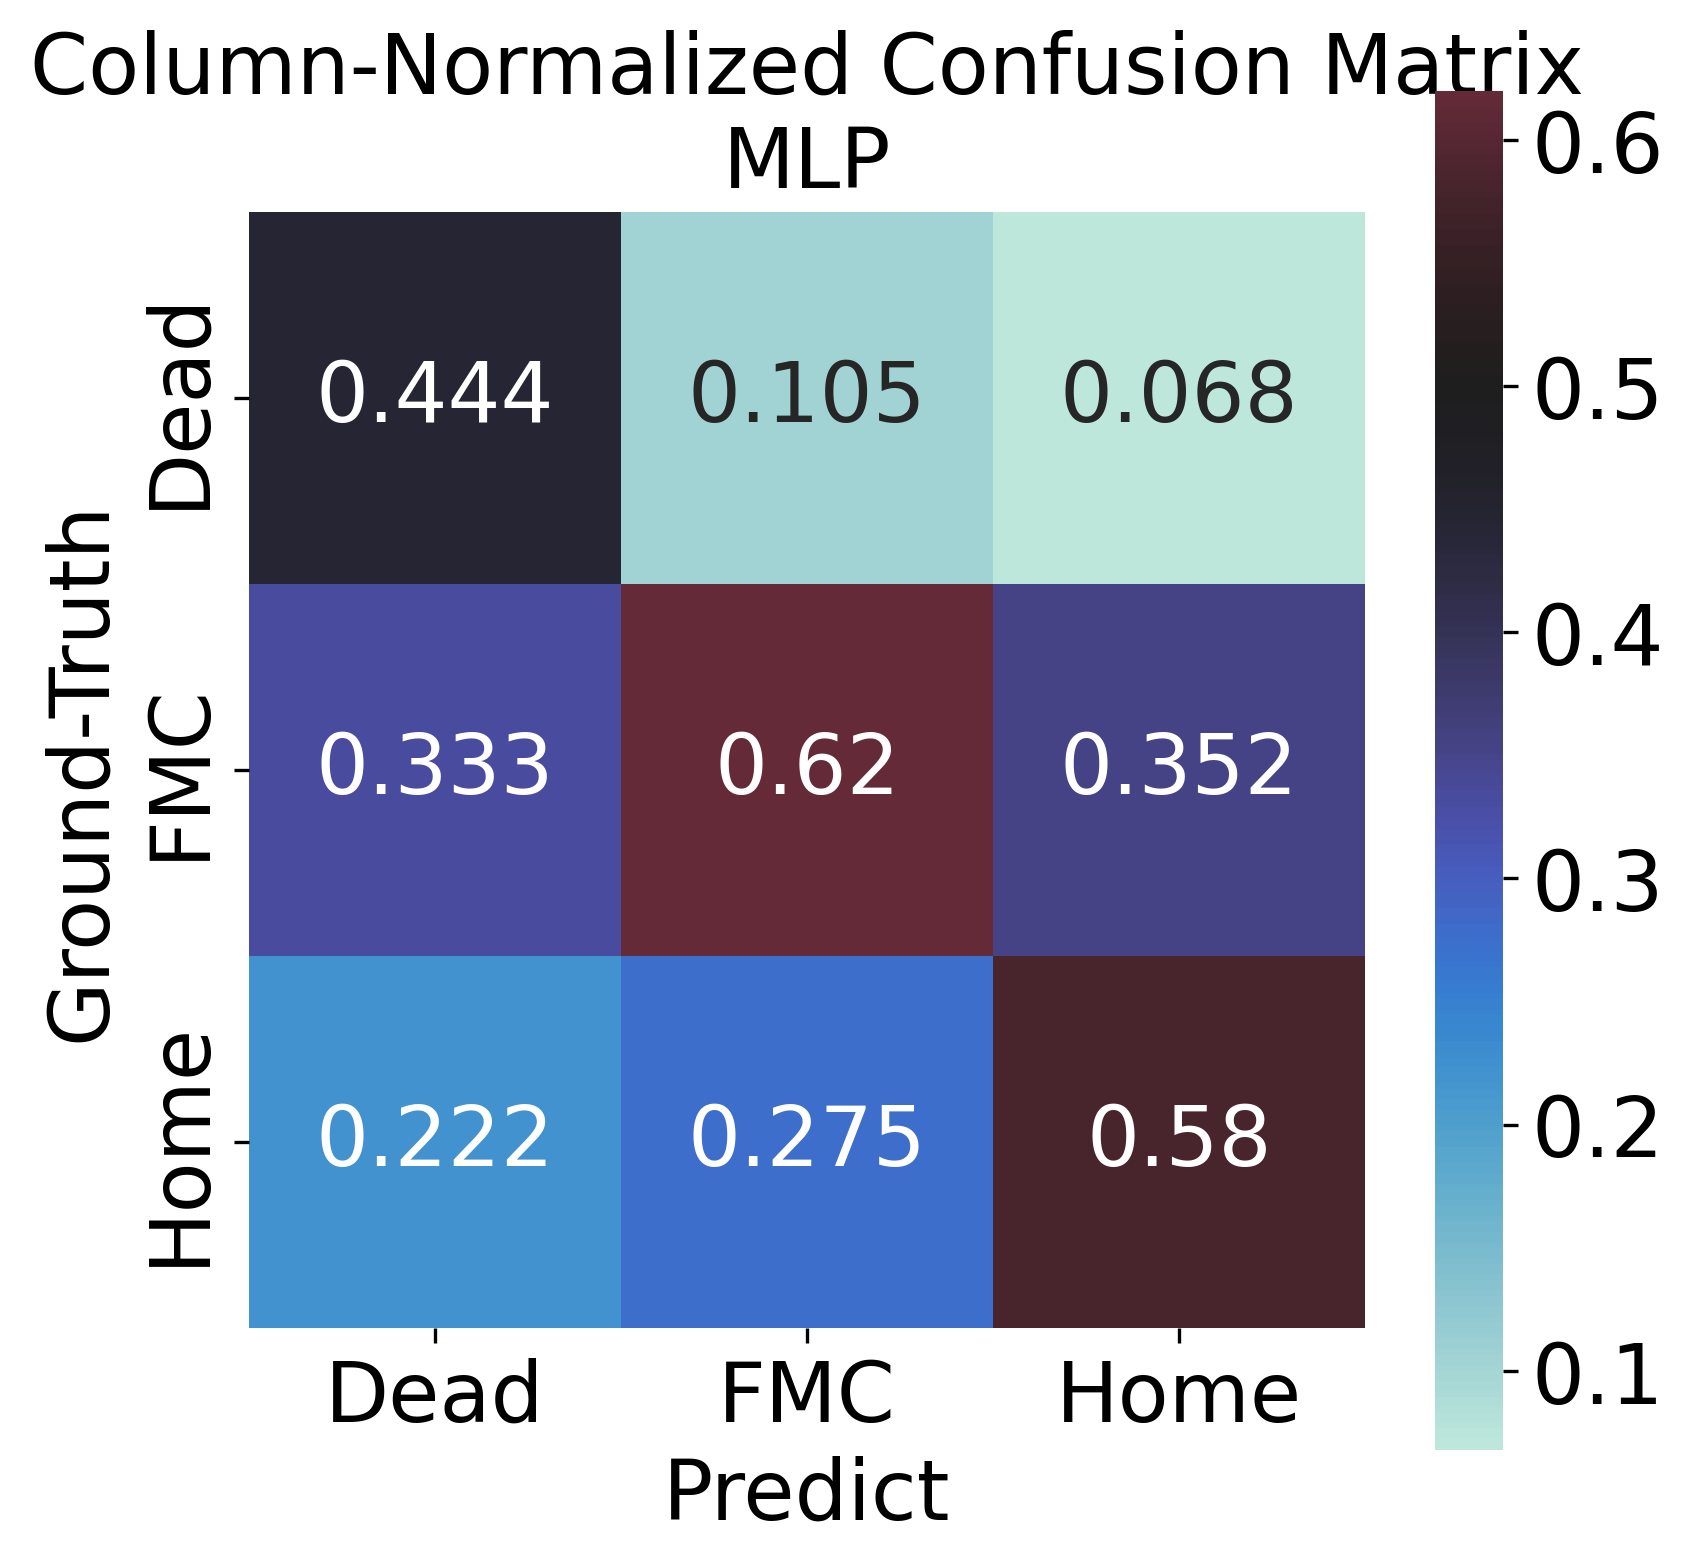 Column-Normalized Confusion Matrix
MLP
Ground-Truth
Dead
0.444 0.105 0.068
FMC
0.333 0.62 0.352
Home
0.222 0.275 0.58
Dead FMC Home
Predict
0.6
0.5
0.4
0.3
0.2
0.1